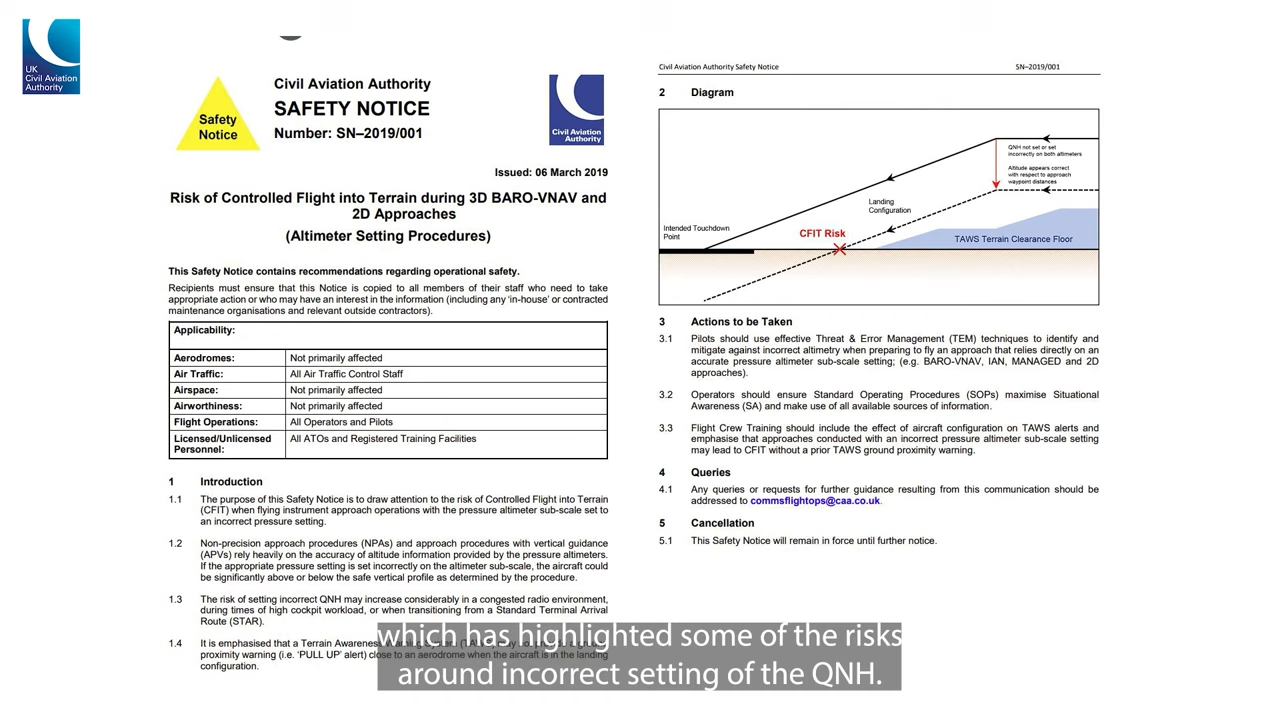 UK
Civil Aviation
Authority
Safety
Notice
Civil Aviation Authority
SAFETY NOTICE
Number: SN–2019/001
Civil Aviation
Authority
Issued: 06 March 2019
Risk of Controlled Flight into Terrain during 3D BARO-VNAV and
2D Approaches
(Altimeter Setting Procedures)
This Safety Notice contains recommendations regarding operational safety.
Recipients must ensure that this Notice is copied to all members of their staff who need to take
appropriate action or who may have an interest in the information (including any ‘in-house’ or contracted
maintenance organisations and relevant outside contractors).
Applicability:
Aerodromes: Not primarily affected
Air Traffic: All Air Traffic Control Staff
Airspace: Not primarily affected
Airworthiness: Not primarily affected
Flight Operations: All Operators and Pilots
Licensed/Unlicensed All ATOs and Registered Training Facilities
Personnel:
1 Introduction
1.1 The purpose of this Safety Notice is to draw attention to the risk of Controlled Flight into Terrain
(CFIT) when flying instrument approach operations with the pressure altimeter sub-scale set to
an incorrect pressure setting.
1.2 Non-precision approach procedures (NPAs) and approach procedures with vertical guidance
(APVs) rely heavily on the accuracy of altitude information provided by the pressure altimeters.
If the appropriate pressure setting is set incorrectly on the altimeter sub-scale, the aircraft could
be significantly above or below the safe vertical profile as determined by the procedure.
1.3 The risk of setting incorrect QNH may increase considerably in a congested radio environment,
during times of high cockpit workload, or when transitioning from a Standard Terminal Arrival
Route (STAR).
1.4 It is emphasised that a Terrain Awareness
proximity warning (i.e. ‘PULL UP’ alert) close to an aerodrome when the aircraft is in the landing
configuration.
Civil Aviation Authority Safety Notice SN–2019/001
2 Diagram
QNH not set or set
incorrectly on both altimeters
Altitude appears correct
with respect to approach
waypoint distances
Landing
Configuration
Intended Touchdown
Point
CFIT Risk
TAWS Terrain Clearance Floor
3 Actions to be Taken
3.1 Pilots should use effective Threat & Error Management (TEM) techniques to identify and
mitigate against incorrect altimetry when preparing to fly an approach that relies directly on an
accurate pressure altimeter sub-scale setting; (e.g. BARO-VNAV, IAN, MANAGED and 2D
approaches).
3.2 Operators should ensure Standard Operating Procedures (SOPs) maximise Situational
Awareness (SA) and make use of all available sources of information.
3.3 Flight Crew Training should include the effect of aircraft configuration on TAWS alerts and
emphasise that approaches conducted with an incorrect pressure altimeter sub-scale setting
may lead to CFIT without a prior TAWS ground proximity warning.
4 Queries
4.1 Any queries or requests for further guidance resulting from this communication should be
addressed to commsflightops@caa.co.uk.
5 Cancellation
5.1 This Safety Notice will remain in force until further notice.
which has highlighted some of the risks
around incorrect setting of the QNH.